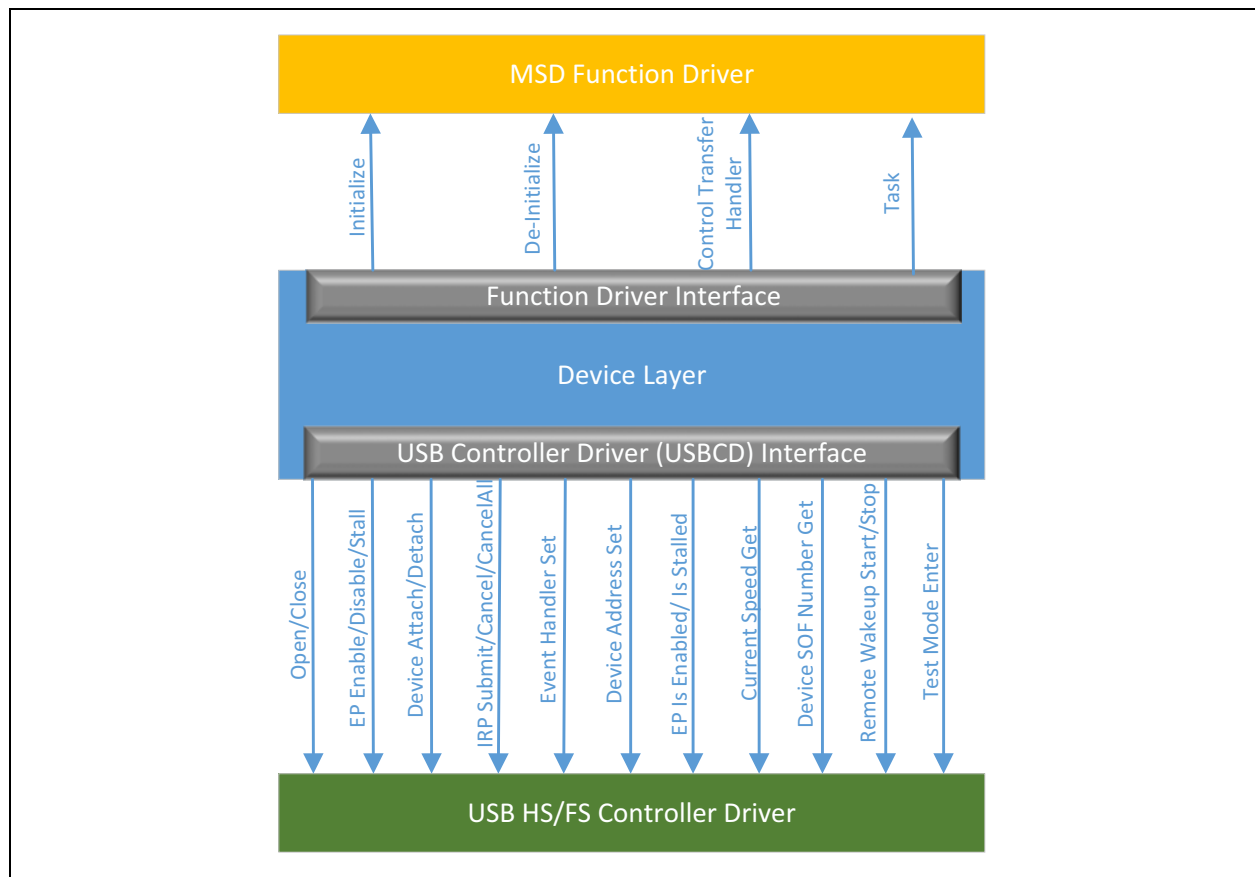 MSD Function Driver
Initialize
De-Initialize
Control Transfer
Handler
Task
Function Driver Interface
Device Layer
USB Controller Driver (USBCD) Interface
Open/Close
EP Enable/Disable/Stall
Device Attach/Detach
IRP Submit/Cancel/CancelAll
Event Handler Set
Device Address Set
EP Is Enabled/ Is Stalled
Current Speed Get
Device SOF Number Get
Remote Wakeup Start/Stop
Test Mode Enter
USB HS/FS Controller Driver